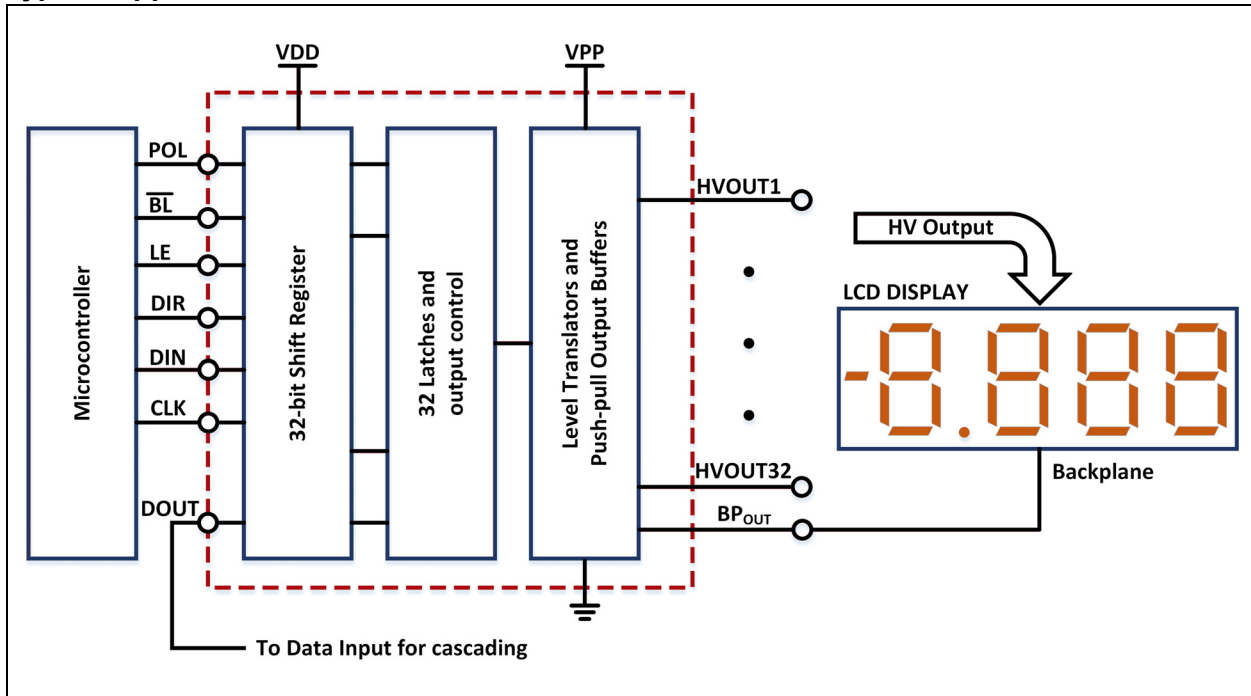 VDD
VPP
POL
B̅L̅
LE
DIR
DIN
CLK
DOUT
Microcontroller
32-bit Shift Register
32 Latches and
output control
Level Translators and
Push-pull Output Buffers
HVOUT1
HVOUT32
BPOUT
HV Output
LCD DISPLAY
-8.888
Backplane
To Data Input for cascading